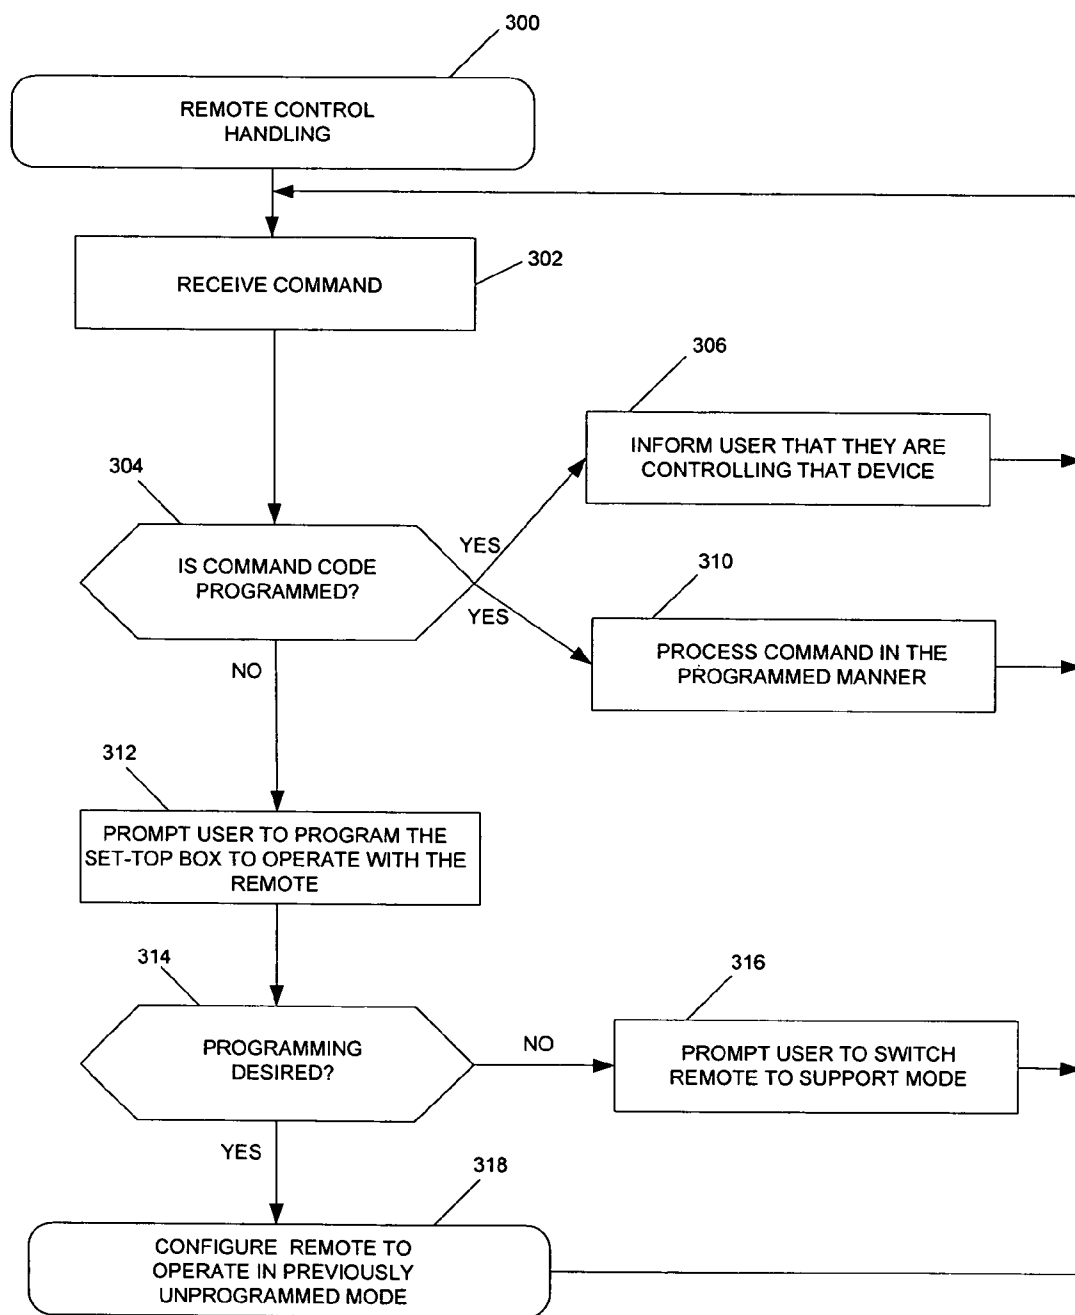 300
REMOTE CONTROL
HANDLING
RECEIVE COMMAND
302
306
INFORM USER THAT THEY ARE
CONTROLLING THAT DEVICE
304
IS COMMAND CODE
PROGRAMMED?
YES
YES
310
PROCESS COMMAND IN THE
PROGRAMMED MANNER
NO
312
PROMPT USER TO PROGRAM THE
SET-TOP BOX TO OPERATE WITH THE
REMOTE
314
PROGRAMMING
DESIRED?
NO
316
PROMPT USER TO SWITCH
REMOTE TO SUPPORT MODE
YES
318
CONFIGURE REMOTE TO
OPERATE IN PREVIOUSLY
UNPROGRAMMED MODE